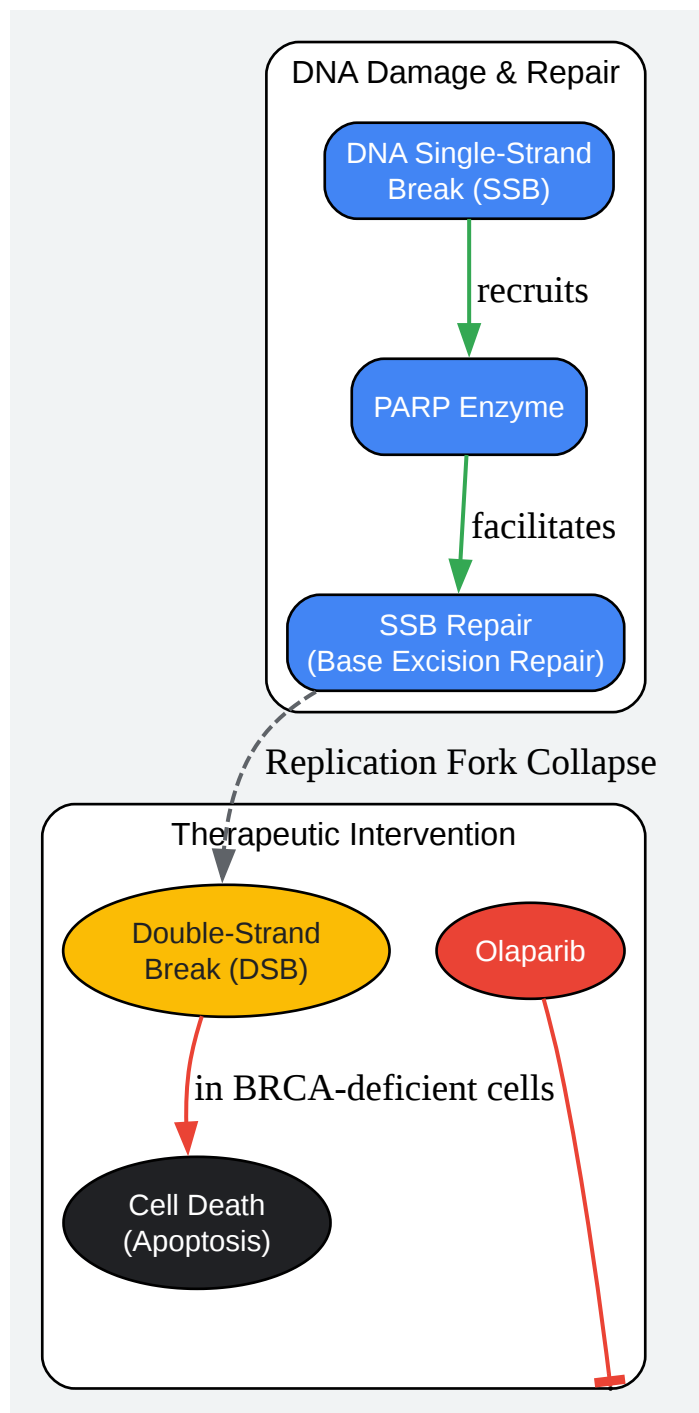 DNA Damage & Repair
DNA Single-Strand
Break (SSB)
recruits
PARP Enzyme
facilitates
SSB Repair
(Base Excision Repair)
Replication Fork Collapse
Therapeutic Intervention
Double-Strand
Break (DSB)
Olaparib
in BRCA-deficient cells
Cell Death
(Apoptosis)